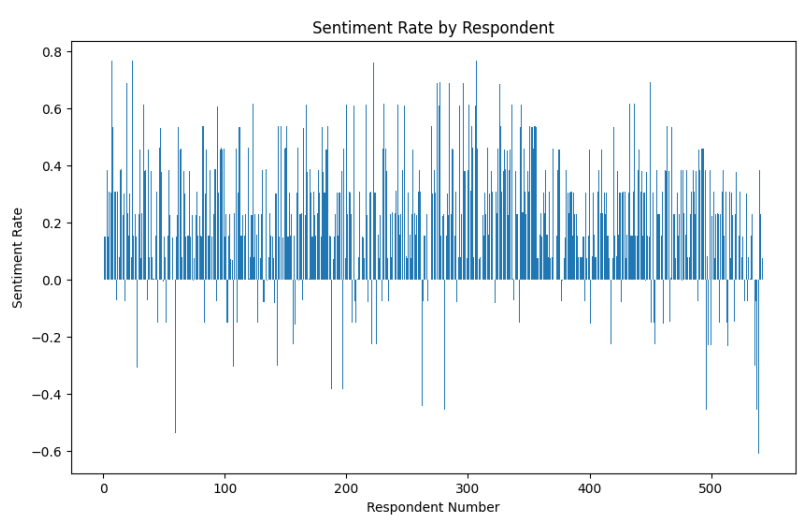 Sentiment Rate by Respondent
0.8
0.6
0.4
0.2
0.0
−0.2
−0.4
−0.6
Sentiment Rate
0 100 200 300 400 500
Respondent Number